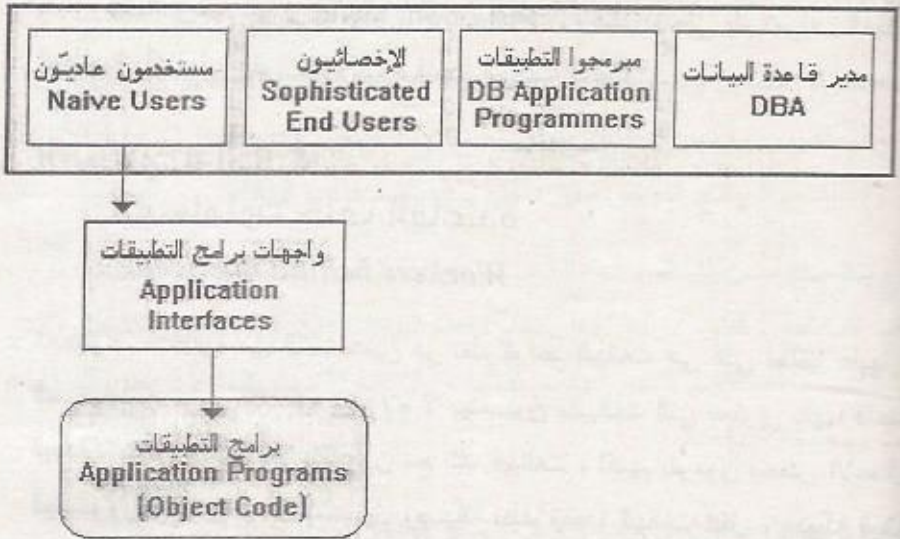 مستخدمون عاديّون
Naive Users
الإخصائيون
Sophisticated
End Users
مبرمجوا التطبيقات
DB Application
Programmers
مدير قاعدة البيانات
DBA
واجهات برامج التطبيقات
Application
Interfaces
برامج التطبيقات
Application Programs
(Object Code)